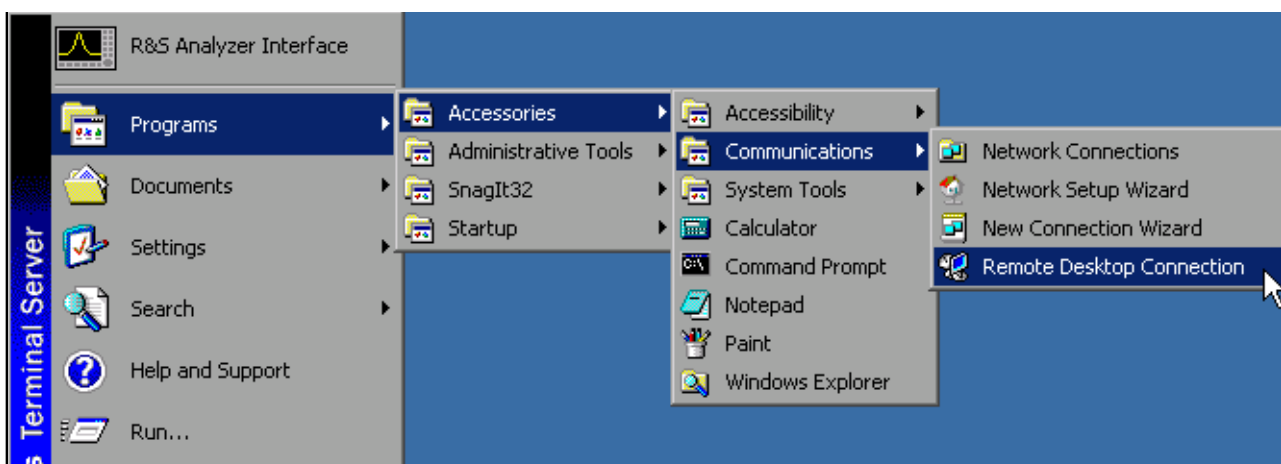 R&S Analyzer Interface
Programs
Documents
Settings
Search
Help and Support
Run...
Terminal Server
Accessories
Administrative Tools
SnagIt32
Startup
Accessibility
Communications
System Tools
Calculator
Command Prompt
Notepad
Paint
Windows Explorer
Network Connections
Network Setup Wizard
New Connection Wizard
Remote Desktop Connection